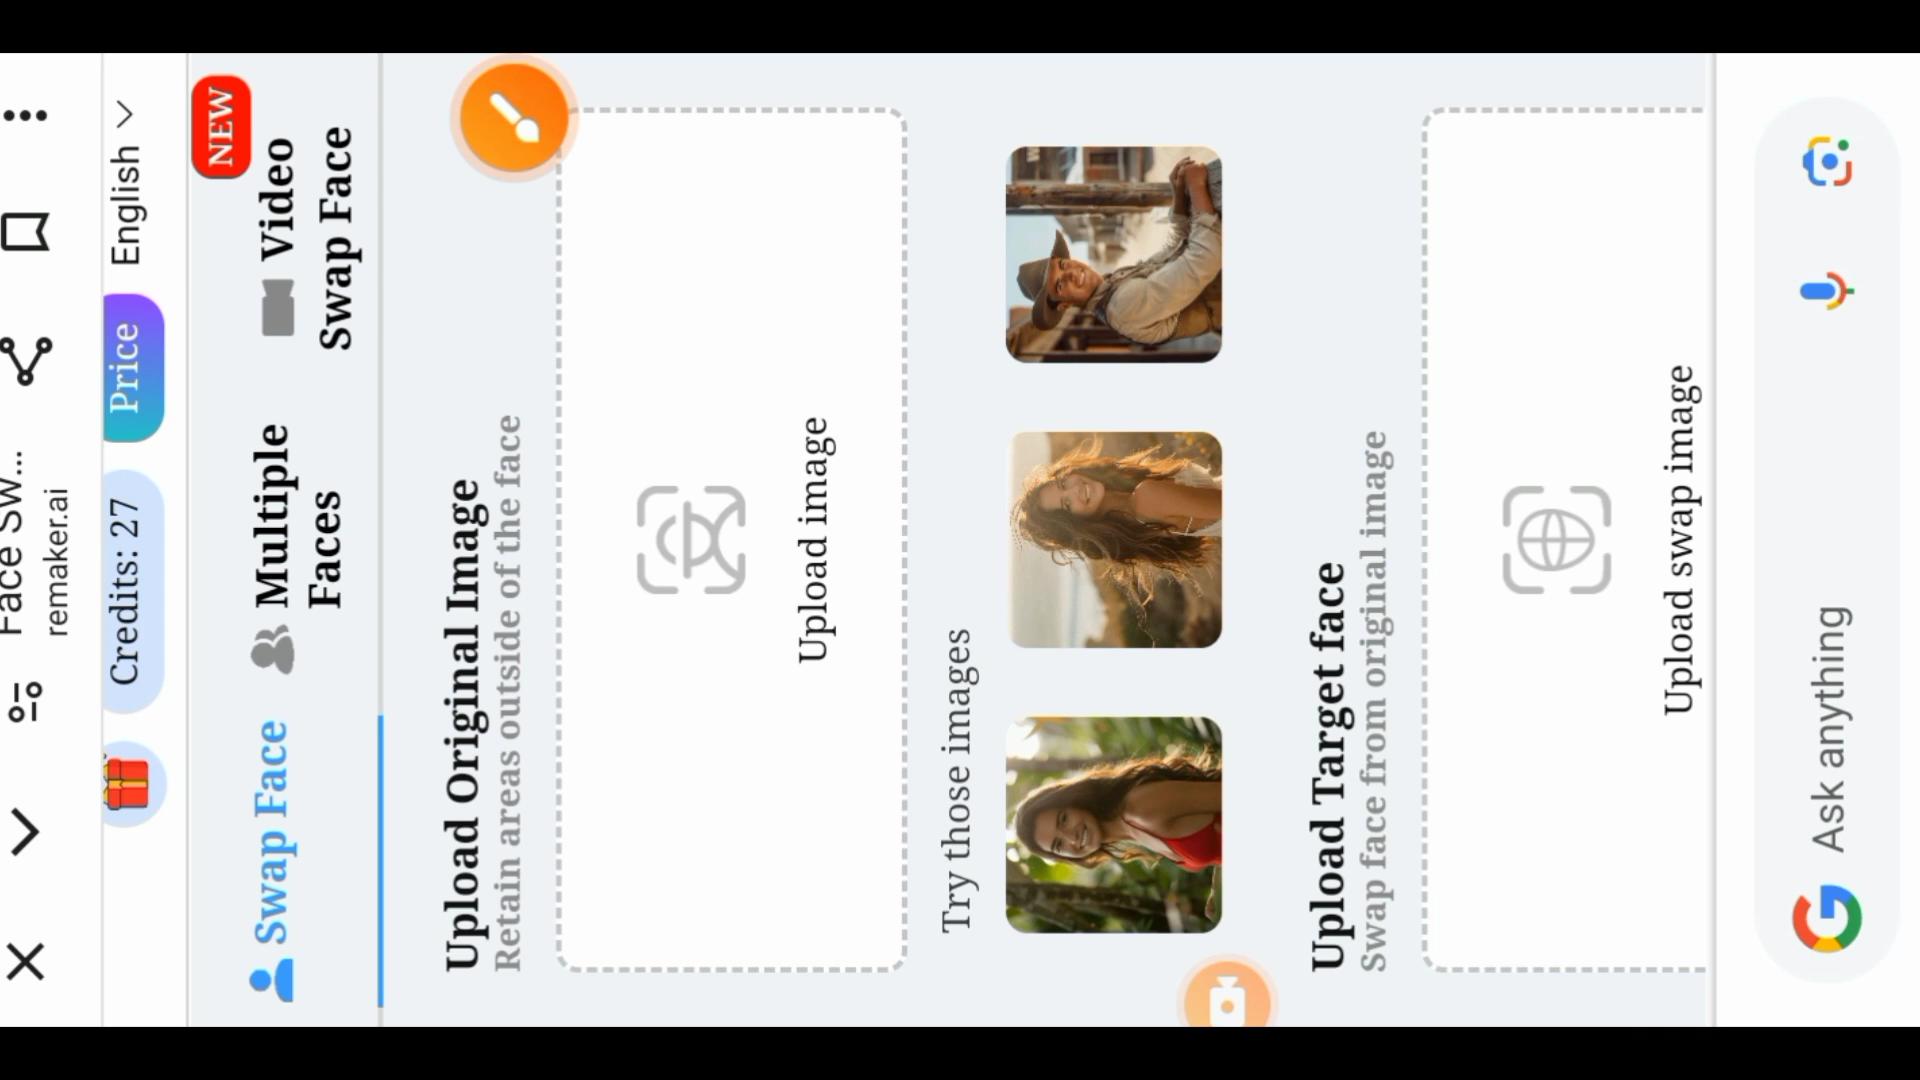 Face Sw...
remaker.ai
Credits: 27
Price
English
Swap Face
Multiple
Faces
NEW
Video
Swap Face
Upload Original Image
Retain areas outside of the face
Upload image
Try those images
Upload Target face
Swap face from original image
Upload swap image
Ask anything